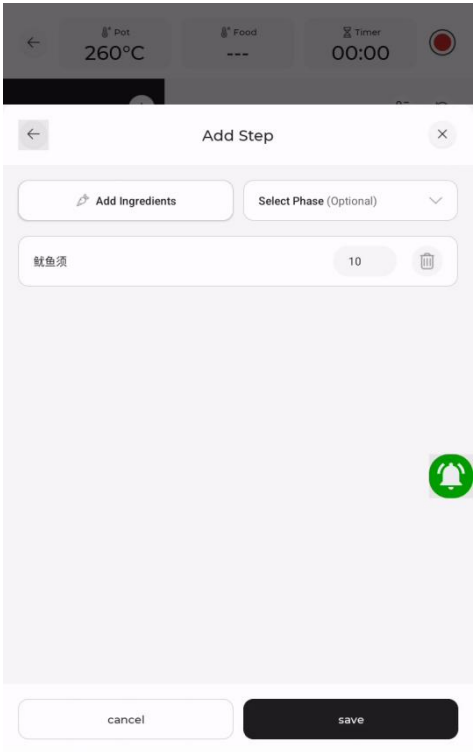 Pot
260°C
Food
---
Timer
00:00
Add Step
Add Ingredients
Select Phase (Optional)
鱿鱼须
10
cancel
save